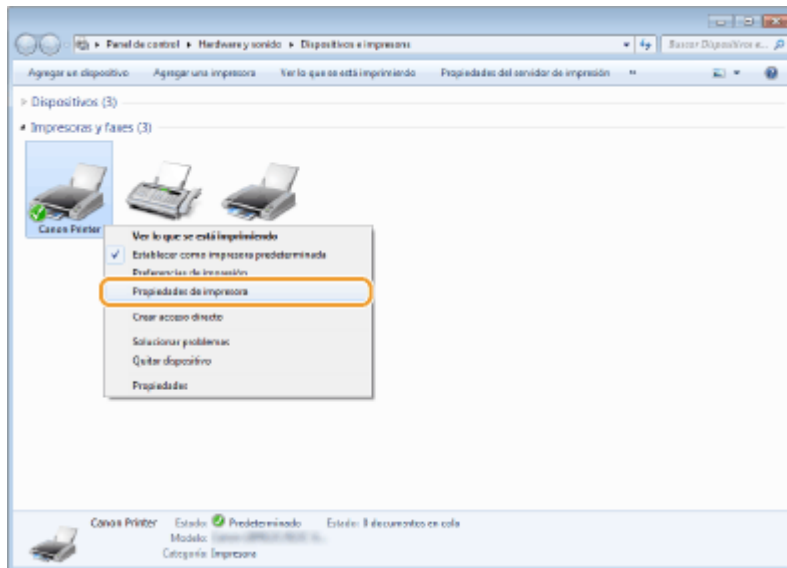 ▸ Panel de control ▸ Hardware y sonido ▸ Dispositivos e impresoras
Buscar Dispositivos e...
Agregar un dispositivo Agregar una impresora Ver lo que se está imprimiendo Propiedades del servidor de impresión »
Dispositivos (3)
Impresoras y faxes (3)
Canon Printer
Ver lo que se está imprimiendo
Establecer como impresora predeterminada
Preferencias de impresión
Propiedades de impresora
Crear acceso directo
Solucionar problemas
Quitar dispositivo
Propiedades
Canon Printer Estado: Predeterminado Estado: 0 documentos en cola
Modelo:
Categoría: Impresora